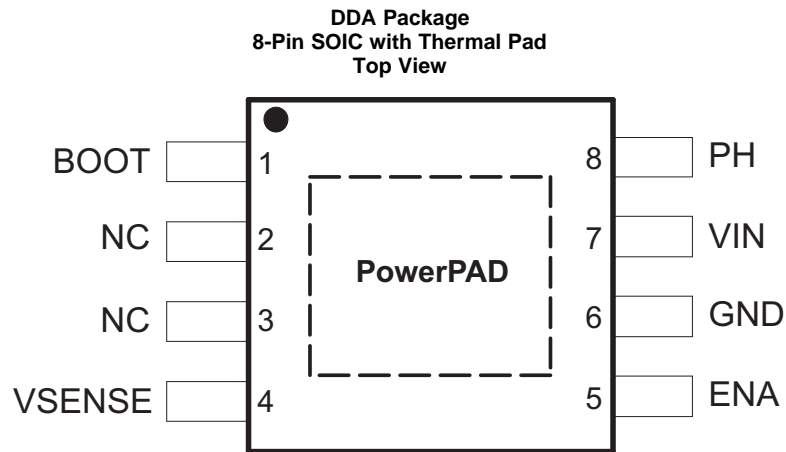 DDA Package
8-Pin SOIC with Thermal Pad
Top View
BOOT 1 8 PH
NC 2 7 VIN
PowerPAD
NC 3 6 GND
VSENSE 4 5 ENA